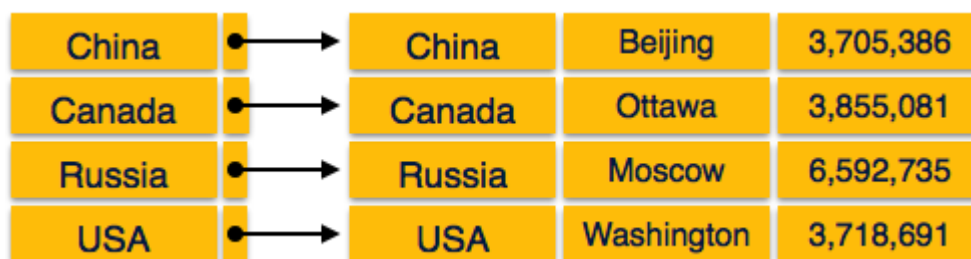 China China Beijing 3,705,386
Canada Canada Ottawa 3,855,081
Russia Russia Moscow 6,592,735
USA USA Washington 3,718,691